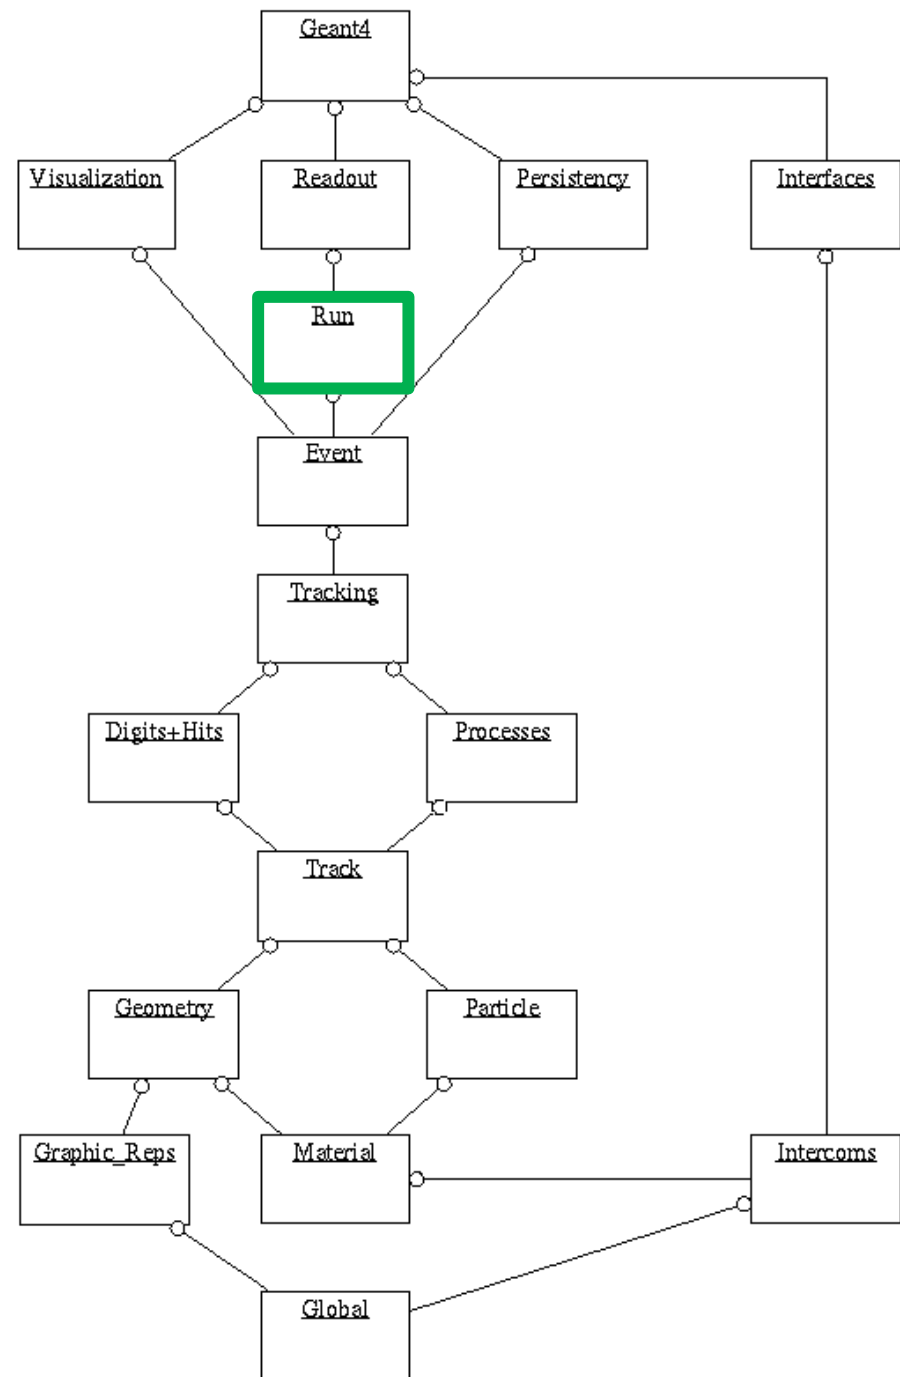 Geant4
Visualization
Readout
Persistency
Interfaces
Run
Event
Tracking
Digits+Hits
Processes
Track
Geometry
Particle
Graphic_Reps
Material
Intercoms
Global